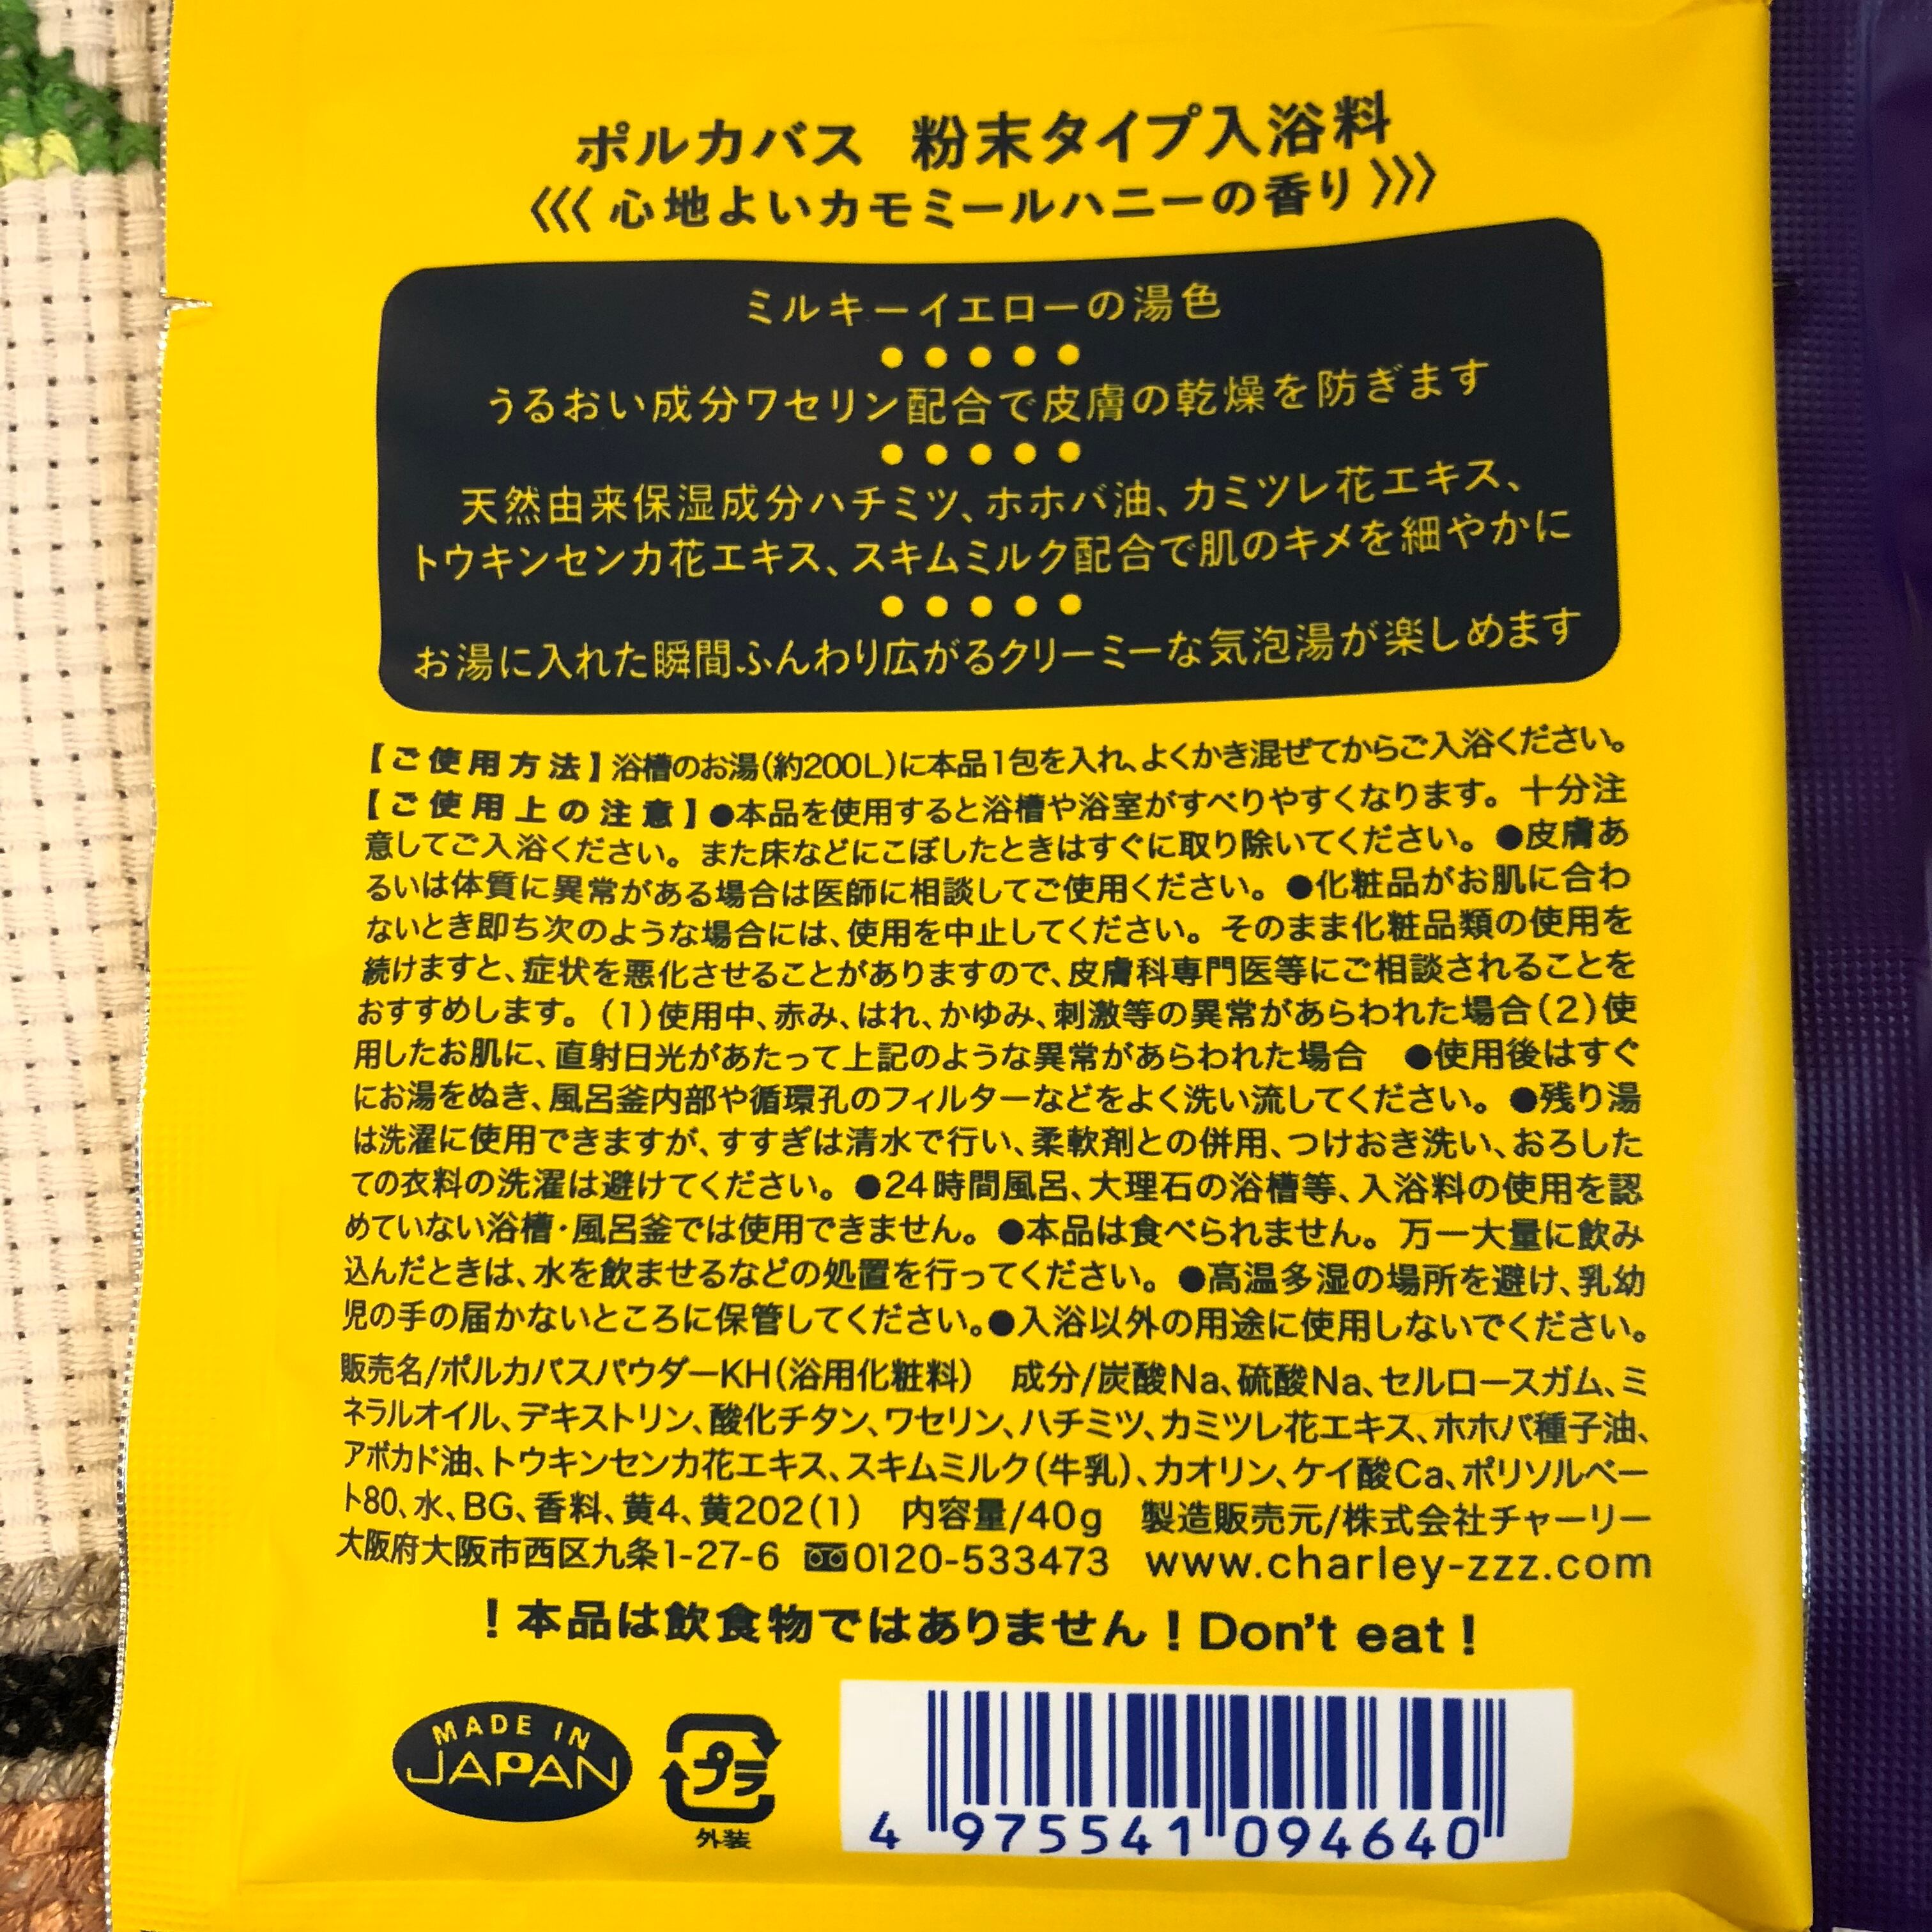 ポルカバス 粉末タイプ入浴料
《〈 心地よいカモミールハニーの香り 〉》
ミルキーイエローの湯色
うるおい成分ワセリン配合で皮膚の乾燥を防ぎます
天然由来保湿成分ハチミツ、ホホバ油、カミツレ花エキス、
トウキンセンカ花エキス、スキムミルク配合で肌のキメを細やかに
お湯に入れた瞬間ふんわり広がるクリーミーな気泡湯が楽しめます
【ご使用方法】浴槽のお湯(約200L)に本品1包を入れ、よくかき混ぜてからご入浴ください。
【ご使用上の注意】●本品を使用すると浴槽や浴室がすべりやすくなります。十分注
意してご入浴ください。また床などにこぼしたときはすぐに取り除いてください。●皮膚あ
るいは体質に異常がある場合は医師に相談してご使用ください。●化粧品がお肌に合わ
ないとき即ち次のような場合には、使用を中止してください。そのまま化粧品類の使用を
続けますと、症状を悪化させることがありますので、皮膚科専門医等にご相談されることを
おすすめします。(1)使用中、赤み、はれ、かゆみ、刺激等の異常があらわれた場合(2)使
用したお肌に、直射日光があたって上記のような異常があらわれた場合 ●使用後はすぐ
にお湯をぬき、風呂釜内部や循環孔のフィルターなどをよく洗い流してください。●残り湯
は洗濯に使用できますが、すすぎは清水で行い、柔軟剤との併用、つけおき洗い、おろした
ての衣料の洗濯は避けてください。●24時間風呂、大理石の浴槽等、入浴料の使用を認
めていない浴槽・風呂釜では使用できません。●本品は食べられません。万一大量に飲み
込んだときは、水を飲ませるなどの処置を行ってください。●高温多湿の場所を避け、乳幼
児の手の届かないところに保管してください。●入浴以外の用途に使用しないでください。
販売名/ポルカバスパウダーKH(浴用化粧料) 成分/炭酸Na、硫酸Na、セルロースガム、ミ
ネラルオイル、デキストリン、酸化チタン、ワセリン、ハチミツ、カミツレ花エキス、ホホバ種子油、
アボカド油、トウキンセンカ花エキス、スキムミルク(牛乳)、カオリン、ケイ酸Ca、ポリソルベー
ト80、水、BG、香料、黄4、黄202(1) 内容量/40g 製造販売元/株式会社チャーリー
大阪府大阪市西区九条1-27-6 0120-533473 www.charley-zzz.com
！本品は飲食物ではありません！Don't eat！
MADE IN
JAPAN
プラ
外装
4 975541 094640